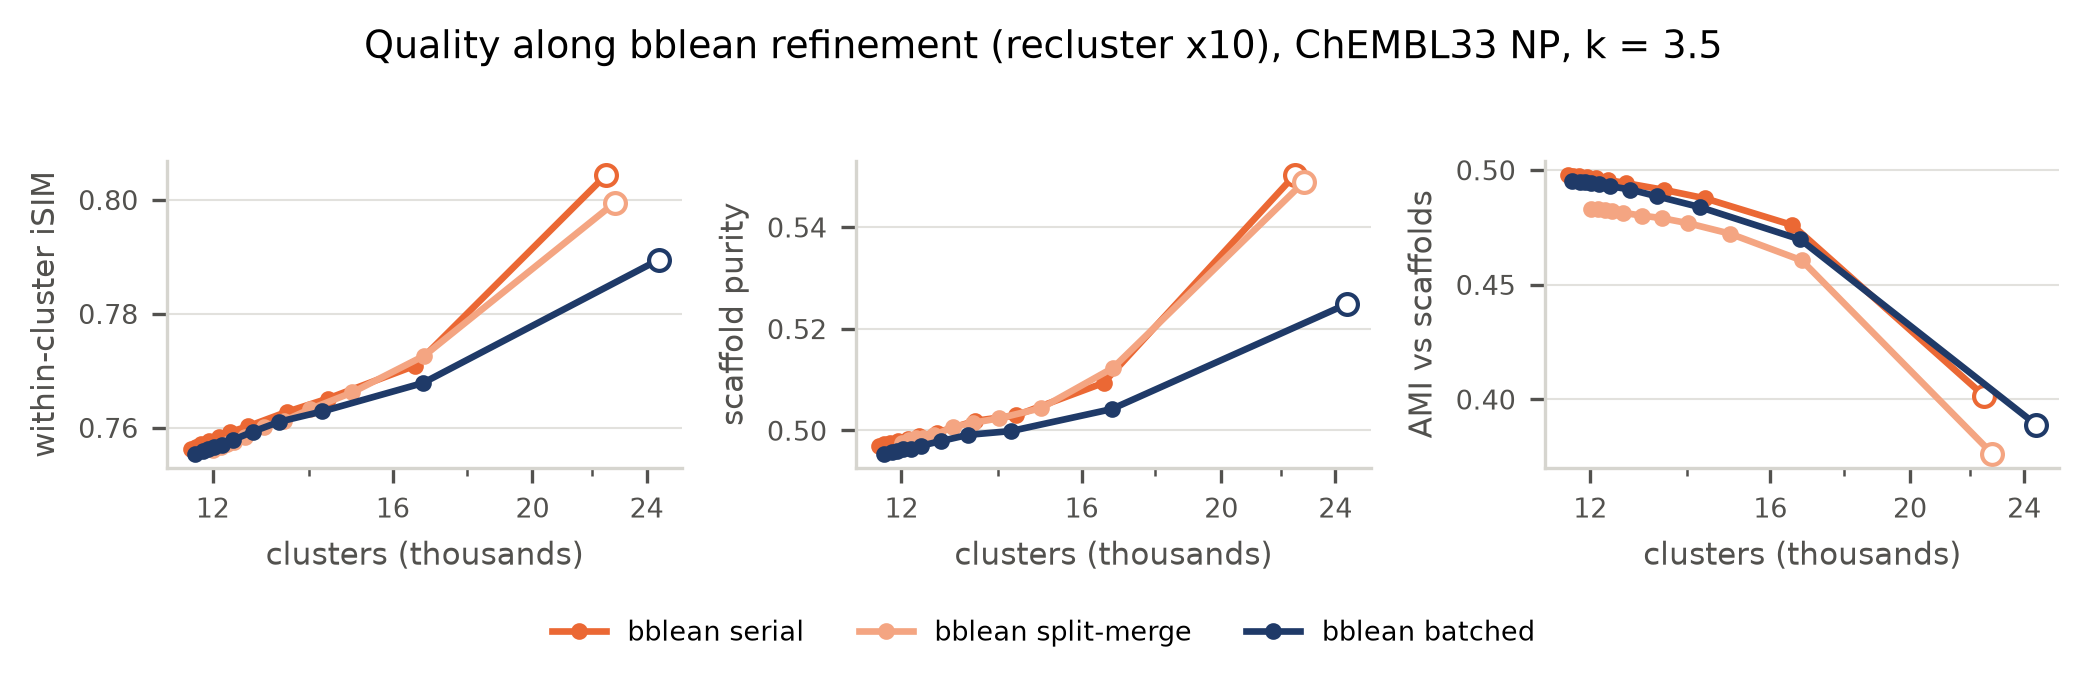 Quality along bblean refinement (recluster x10), ChEMBL33 NP, k = 3.5
within-cluster iSIM
0.80
0.78
0.76
12
16
20
24
clusters (thousands)
scaffold purity
0.54
0.52
0.50
12
16
20
24
clusters (thousands)
AMI vs scaffolds
0.50
0.45
0.40
12
16
20
24
clusters (thousands)
bblean serial
bblean split-merge
bblean batched